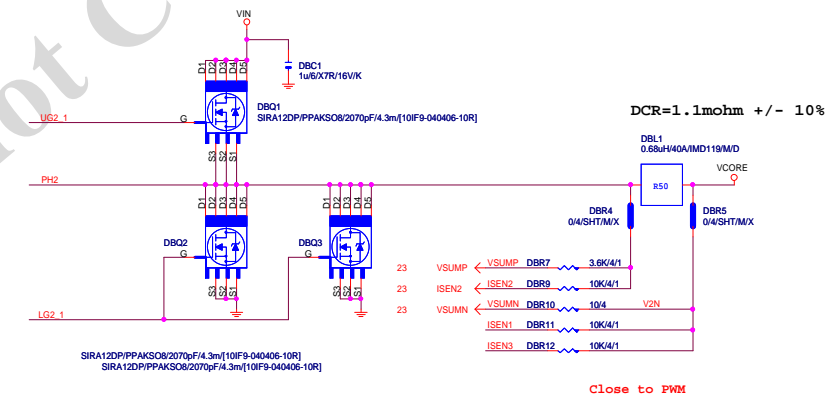 not C
VIN
D1 D2 D3 D4 D5
DBC1
1u/6/X7R/16V/K
DBQ1
SIRA12DP/PPAKSO8/2070pF/4.3m/[10IF9-040406-10R]
UG2_1
G
S3 S2 S1
DCR=1.1mohm +/- 10%
DBL1
0.68uH/40A/IMD119/M/D
VCORE
R50
PH2
D1 D2 D3 D4 D5
D1 D2 D3 D4 D5
DBR4
0/4/SHT/M/X
DBR5
0/4/SHT/M/X
DBQ2
G
DBQ3
G
S3 S2 S1
S3 S2 S1
23 VSUMP VSUMP DBR7 3.6K/4/1
23 ISEN2 ISEN2 DBR9 10K/4/1
23 VSUMN VSUMN DBR10 10/4 V2N
ISEN1 DBR11 10K/4/1
ISEN3 DBR12 10K/4/1
LG2_1
SIRA12DP/PPAKSO8/2070pF/4.3m/[10IF9-040406-10R]
SIRA12DP/PPAKSO8/2070pF/4.3m/[10IF9-040406-10R]
Close to PWM